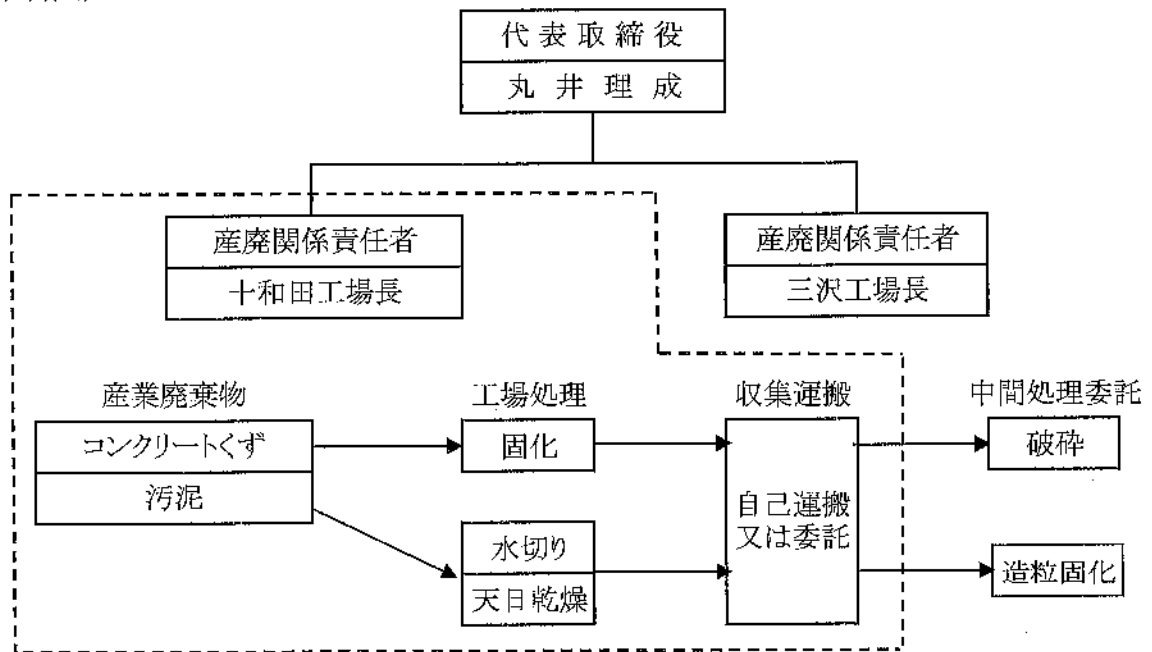 代表取締役
丸井理成
産廃関係責任者
十和田工場長
産廃関係責任者
三沢工場長
産業廃棄物
工場処理
収集運搬
中間処理委託
コンクリートくず
汚泥
固化
水切り
天日乾燥
自己運搬
又は委託
破砕
造粒固化